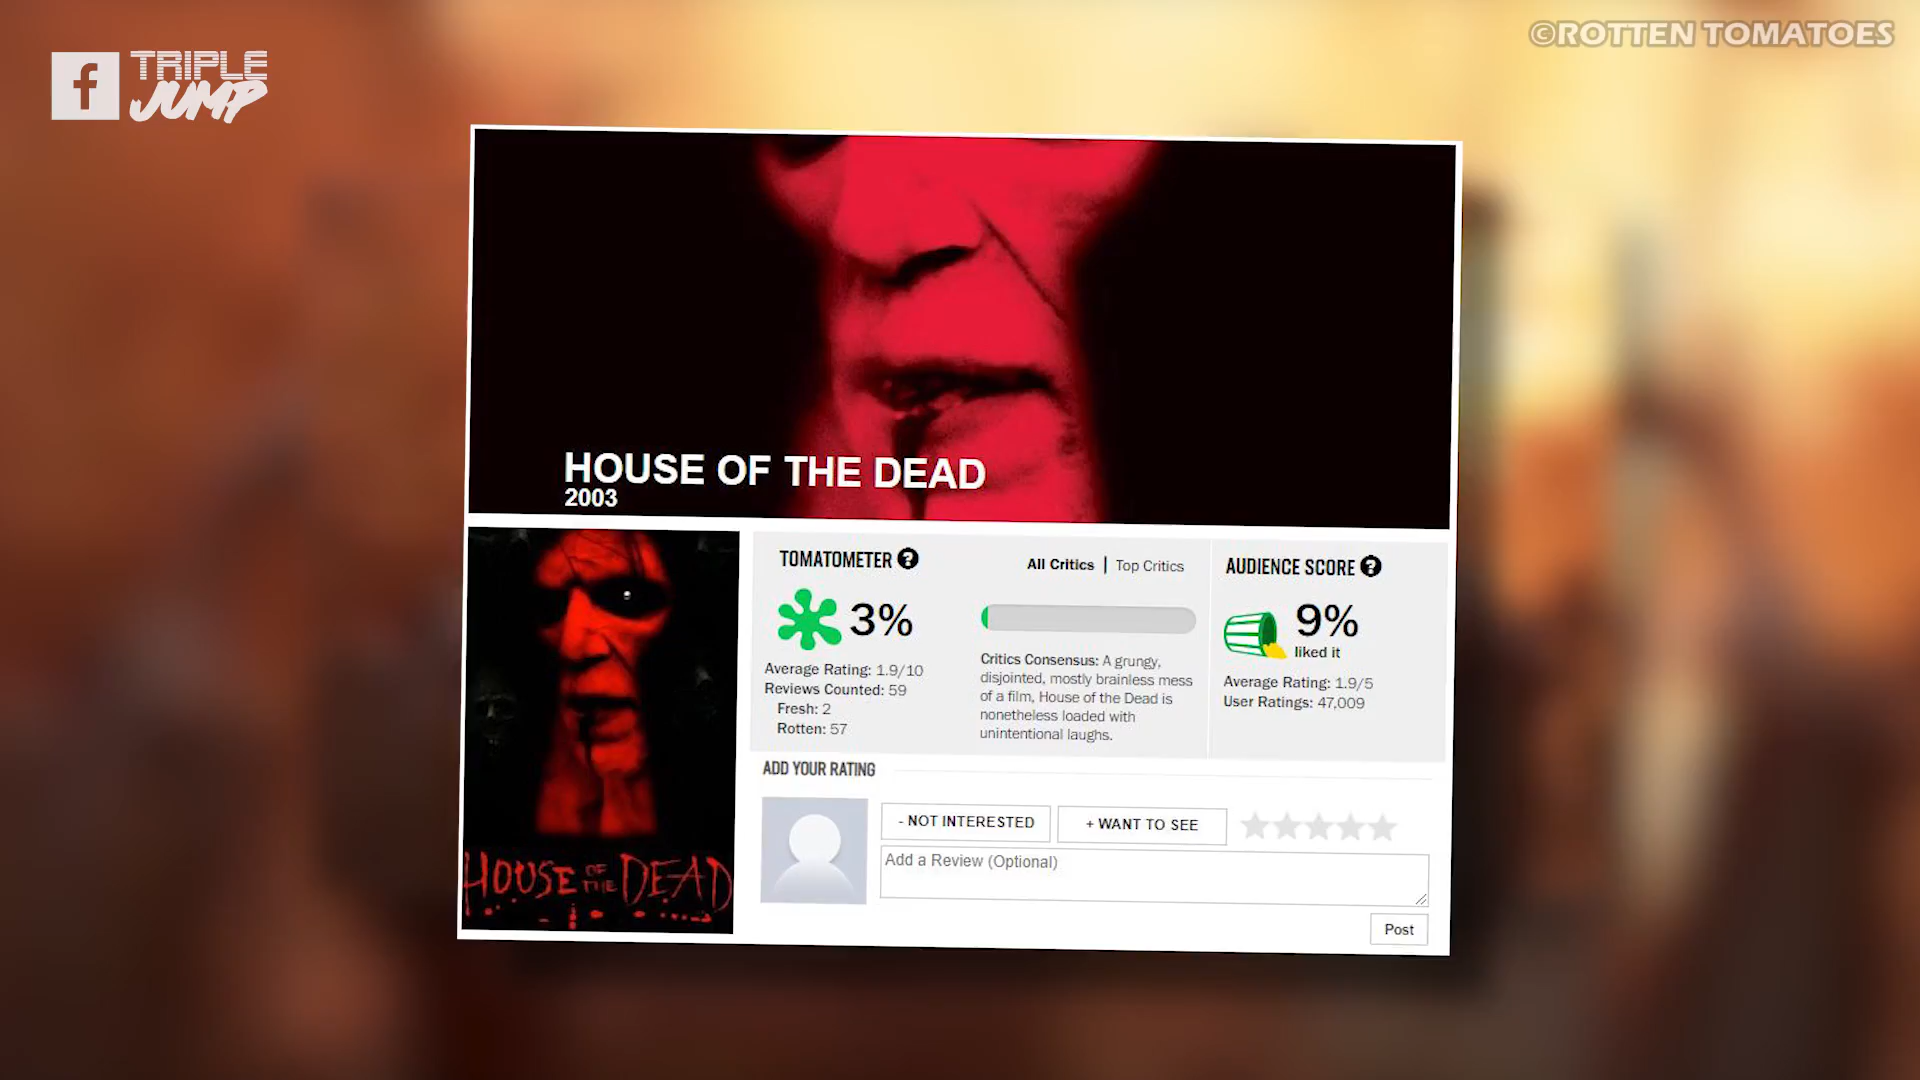 f TRIPLE
JUMP
©ROTTEN TOMATOES
HOUSE OF THE DEAD
2003
HOUSE OF THE DEAD
TOMATOMETER ?
All Critics | Top Critics
3%
Average Rating: 1.9/10
Reviews Counted: 59
Fresh: 2
Rotten: 57
Critics Consensus: A grungy,
disjointed, mostly brainless mess
of a film, House of the Dead is
nonetheless loaded with
unintentional laughs.
AUDIENCE SCORE ?
9%
liked it
Average Rating: 1.9/5
User Ratings: 47,009
ADD YOUR RATING
- NOT INTERESTED
+ WANT TO SEE
Add a Review (Optional)
Post